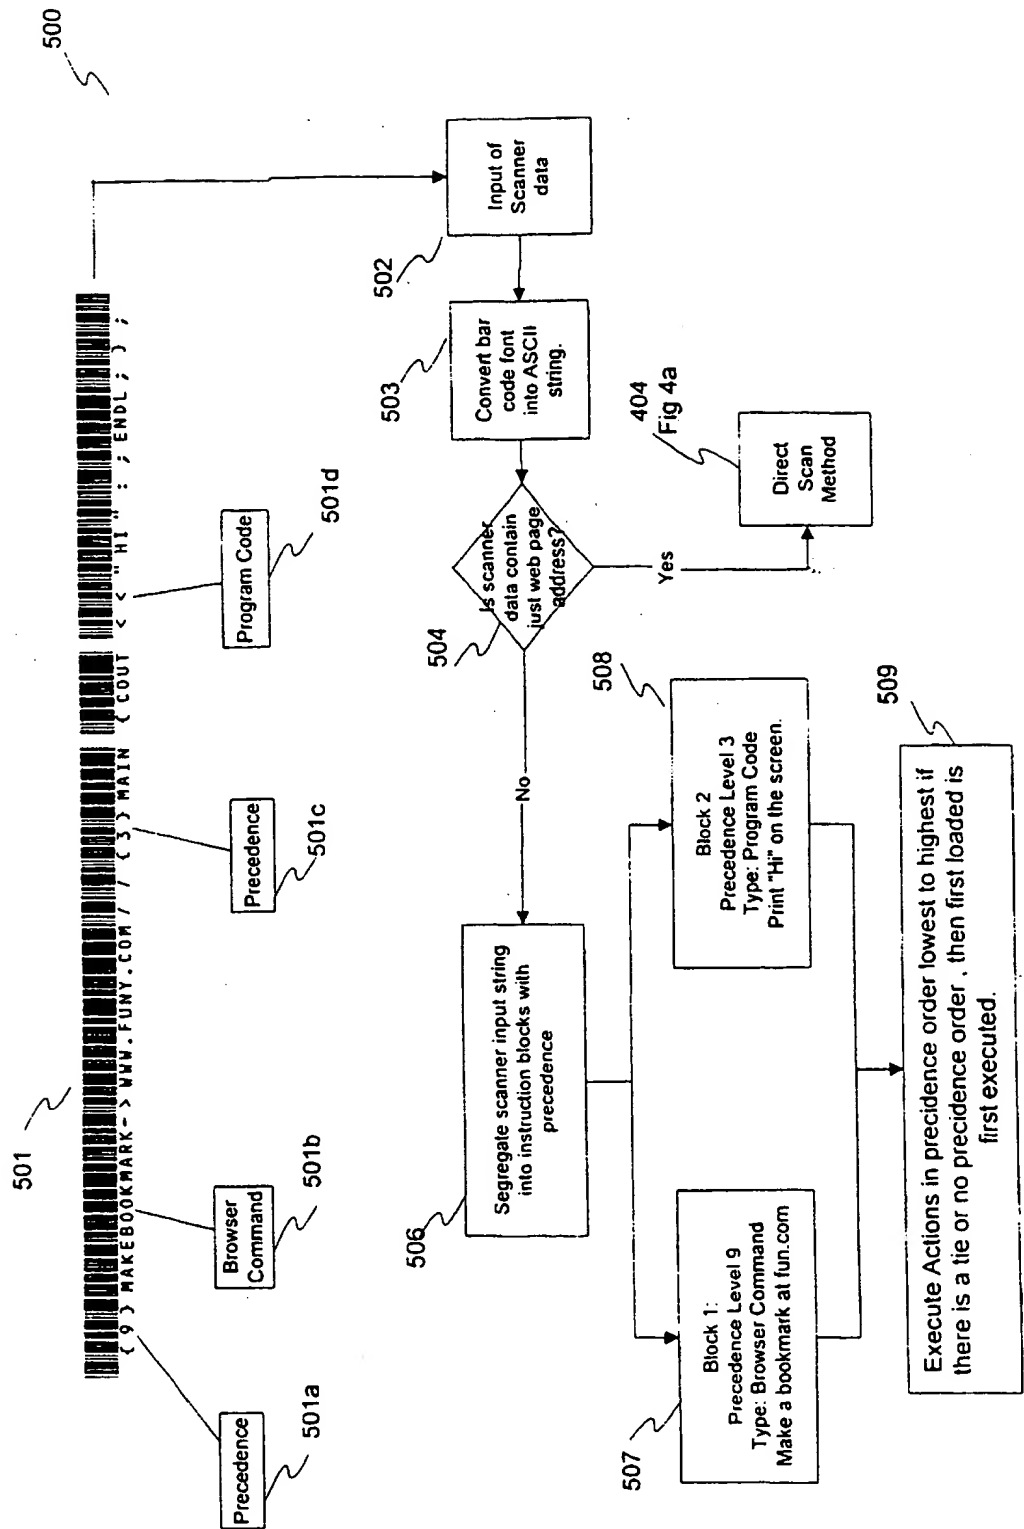 500
501
{9}MAKEBOOKMARK->WWW.FUNY.COM// {3}MAIN {COUT <<"HI": ;ENDL;};
Precedence
501a
Browser
Command
501b
Precedence
501c
Program Code
501d
502
Input of
Scanner
data
503
Convert bar
code font
into ASCII
string.
504
Is scanner
data contain
just web page
address?
Yes
404
Fig 4a
Direct
Scan
Method
No
506
Segregate scanner input string
into instruction blocks with
precedence
507
Block 1:
Precedence Level 9
Type: Browser Command
Make a bookmark at fun.com
508
Block 2
Precedence Level 3
Type: Program Code
Print "Hi" on the screen.
509
Execute Actions in precidence order lowest to highest if
there is a tie or no precidence order , then first loaded is
first executed.